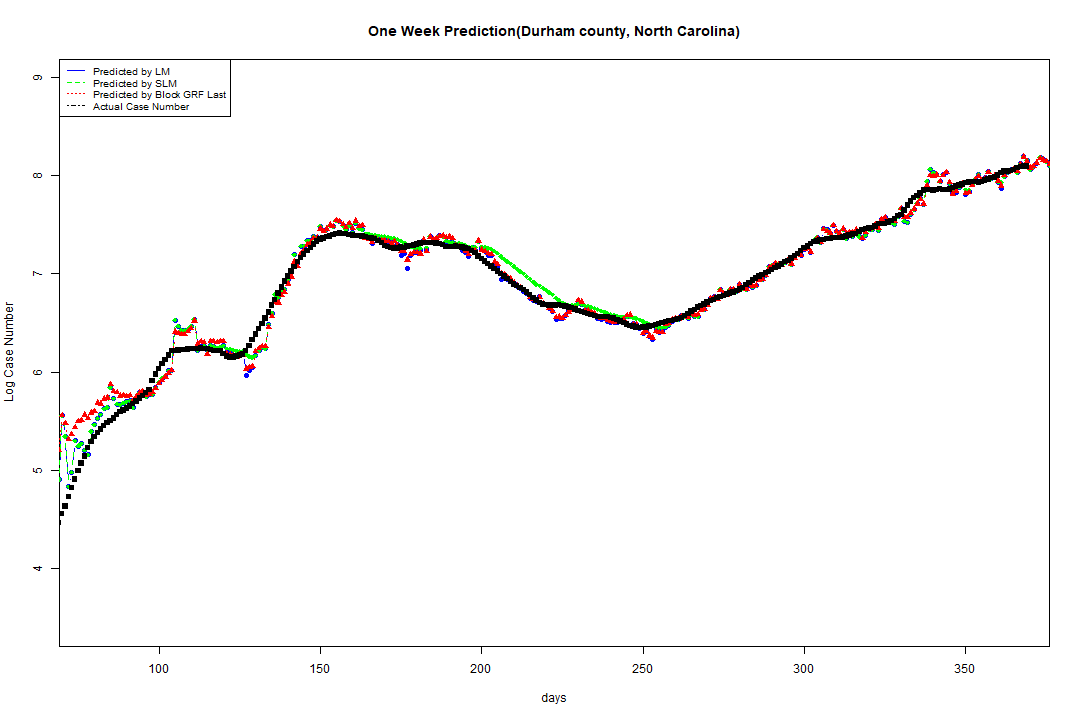 One Week Prediction(Durham county, North Carolina)
Predicted by LM
Predicted by SLM
Predicted by Block GRF Last
Actual Case Number
9
8
7
6
5
4
Log Case Number
100 150 200 250 300 350
days